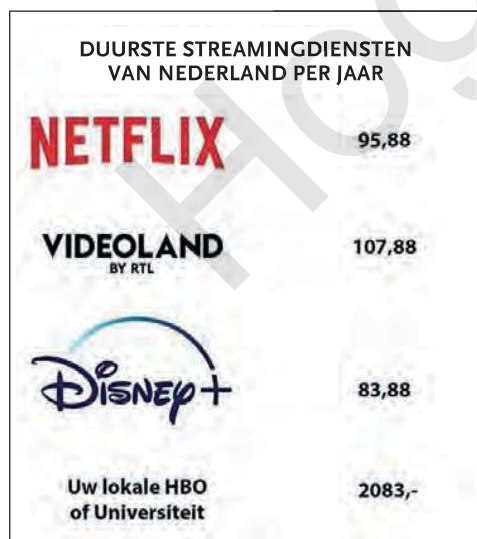 DUURSTE STREAMINGDIENSTEN
VAN NEDERLAND PER JAAR
NETFLIX 95,88
VIDEOLAND 107,88
BY RTL
Disney+ 83,88
Uw lokale HBO 2083,-
of Universiteit